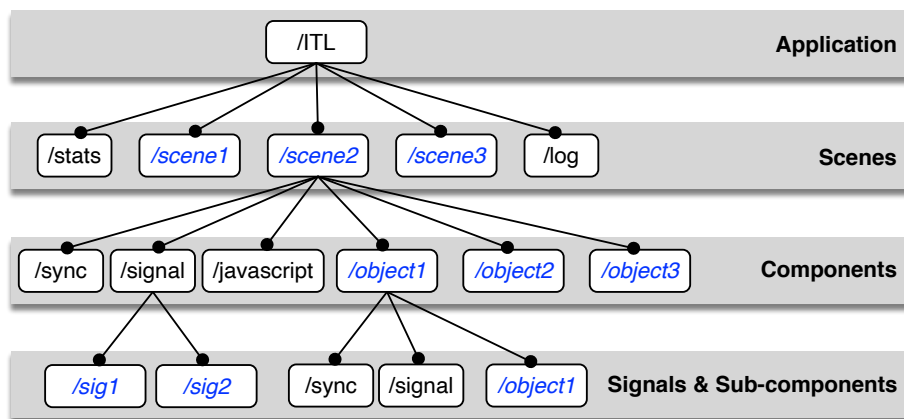 /ITL
Application
/stats /scene1 /scene2 /scene3 /log
Scenes
/sync /signal /javascript /object1 /object2 /object3
Components
/sig1 /sig2 /sync /signal /object1
Signals & Sub-components